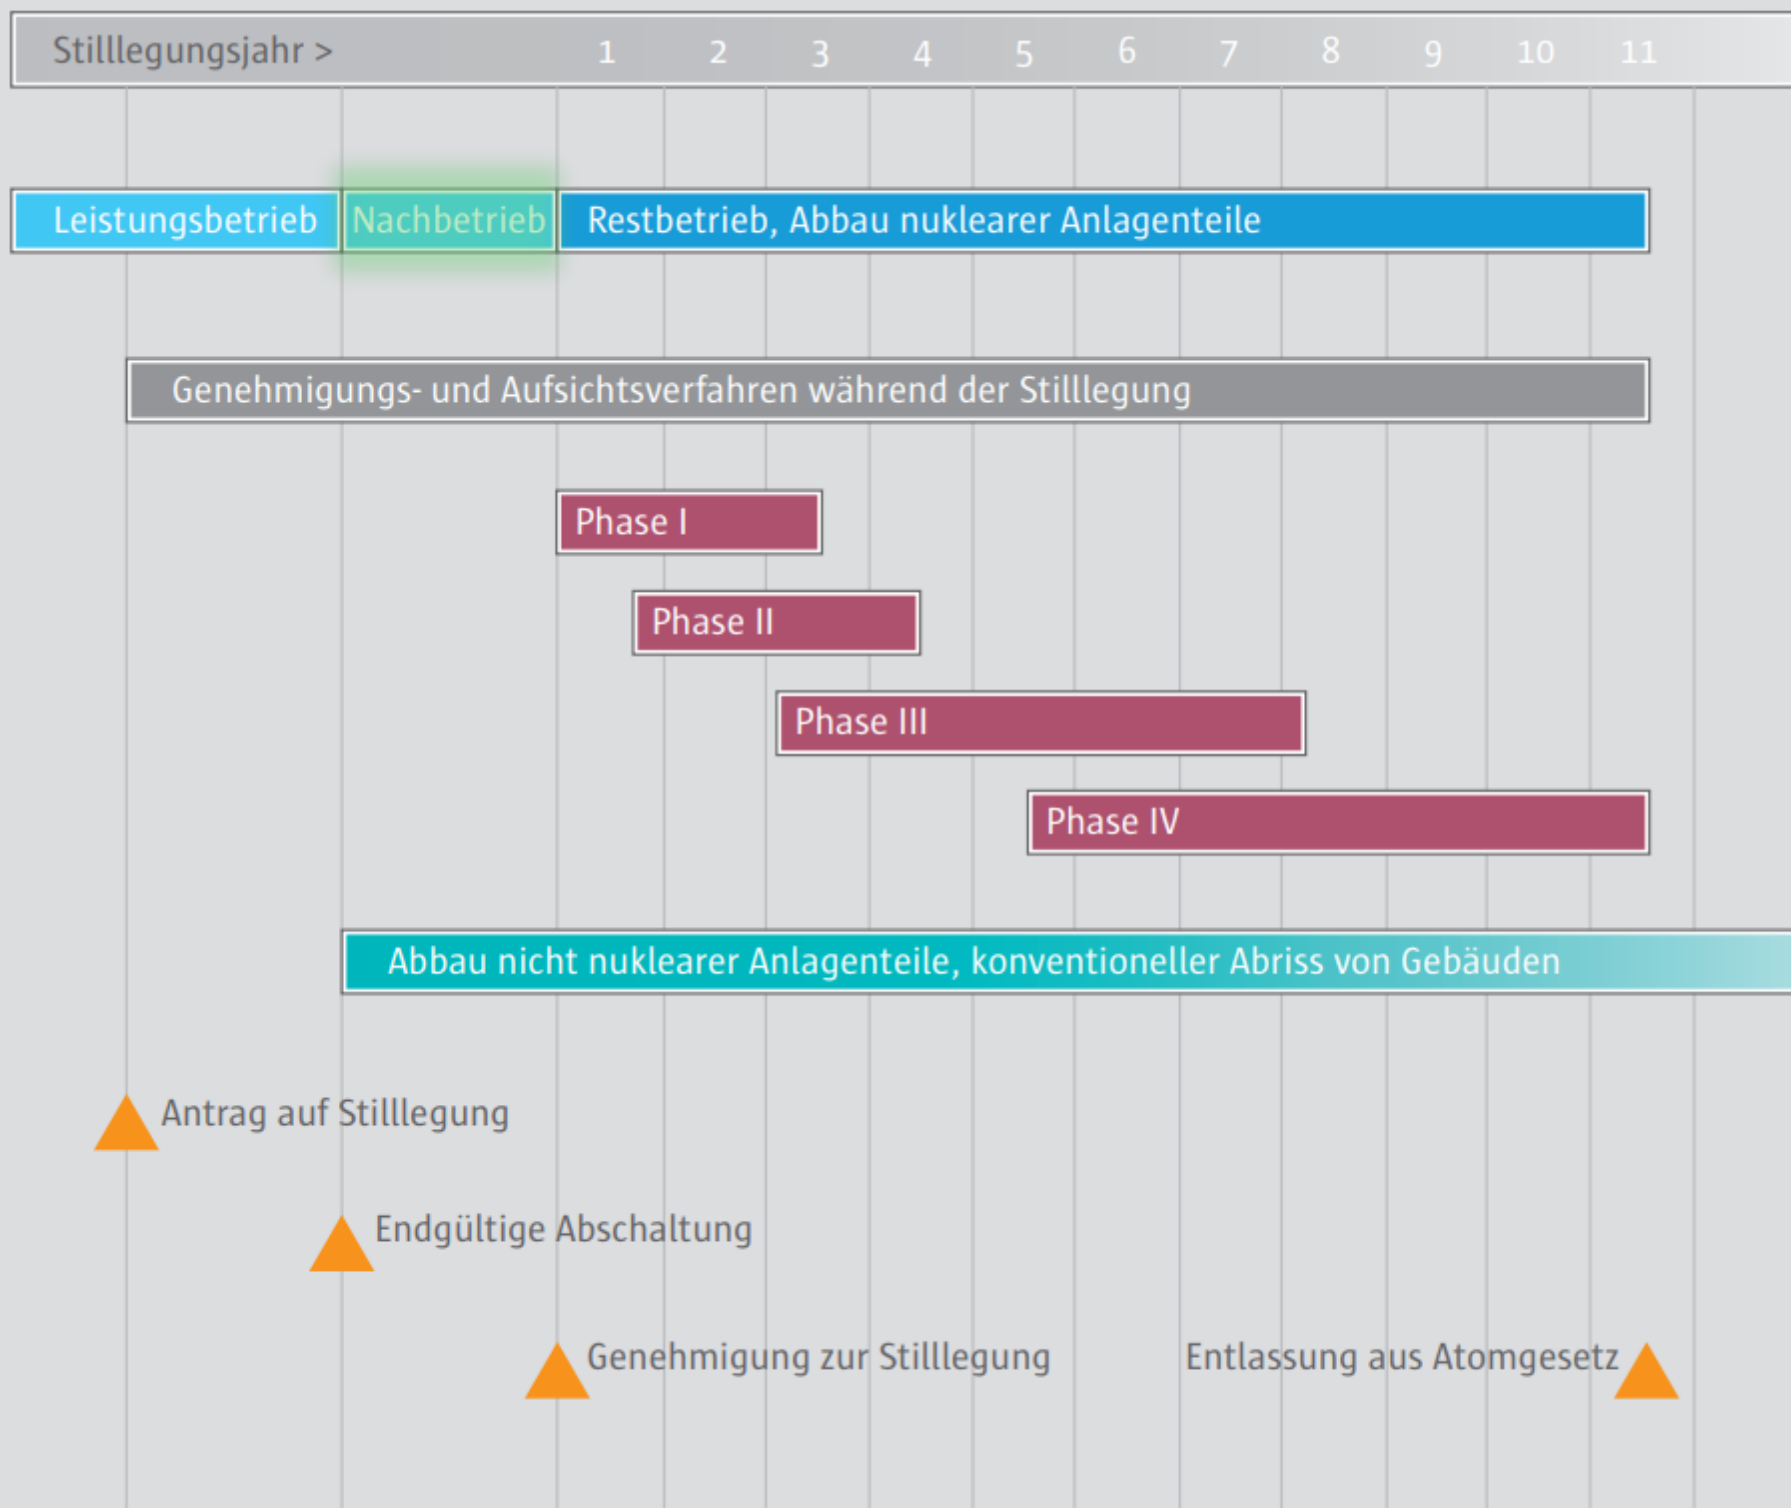 Stilllegungsjahr > 1 2 3 4 5 6 7 8 9 10 11
Leistungsbetrieb Nachbetrieb Restbetrieb, Abbau nuklearer Anlagenteile
Genehmigungs- und Aufsichtsverfahren während der Stilllegung
Phase I
Phase II
Phase III
Phase IV
Abbau nicht nuklearer Anlagenteile, konventioneller Abriss von Gebäuden
Antrag auf Stilllegung
Endgültige Abschaltung
Genehmigung zur Stilllegung Entlassung aus Atomgesetz